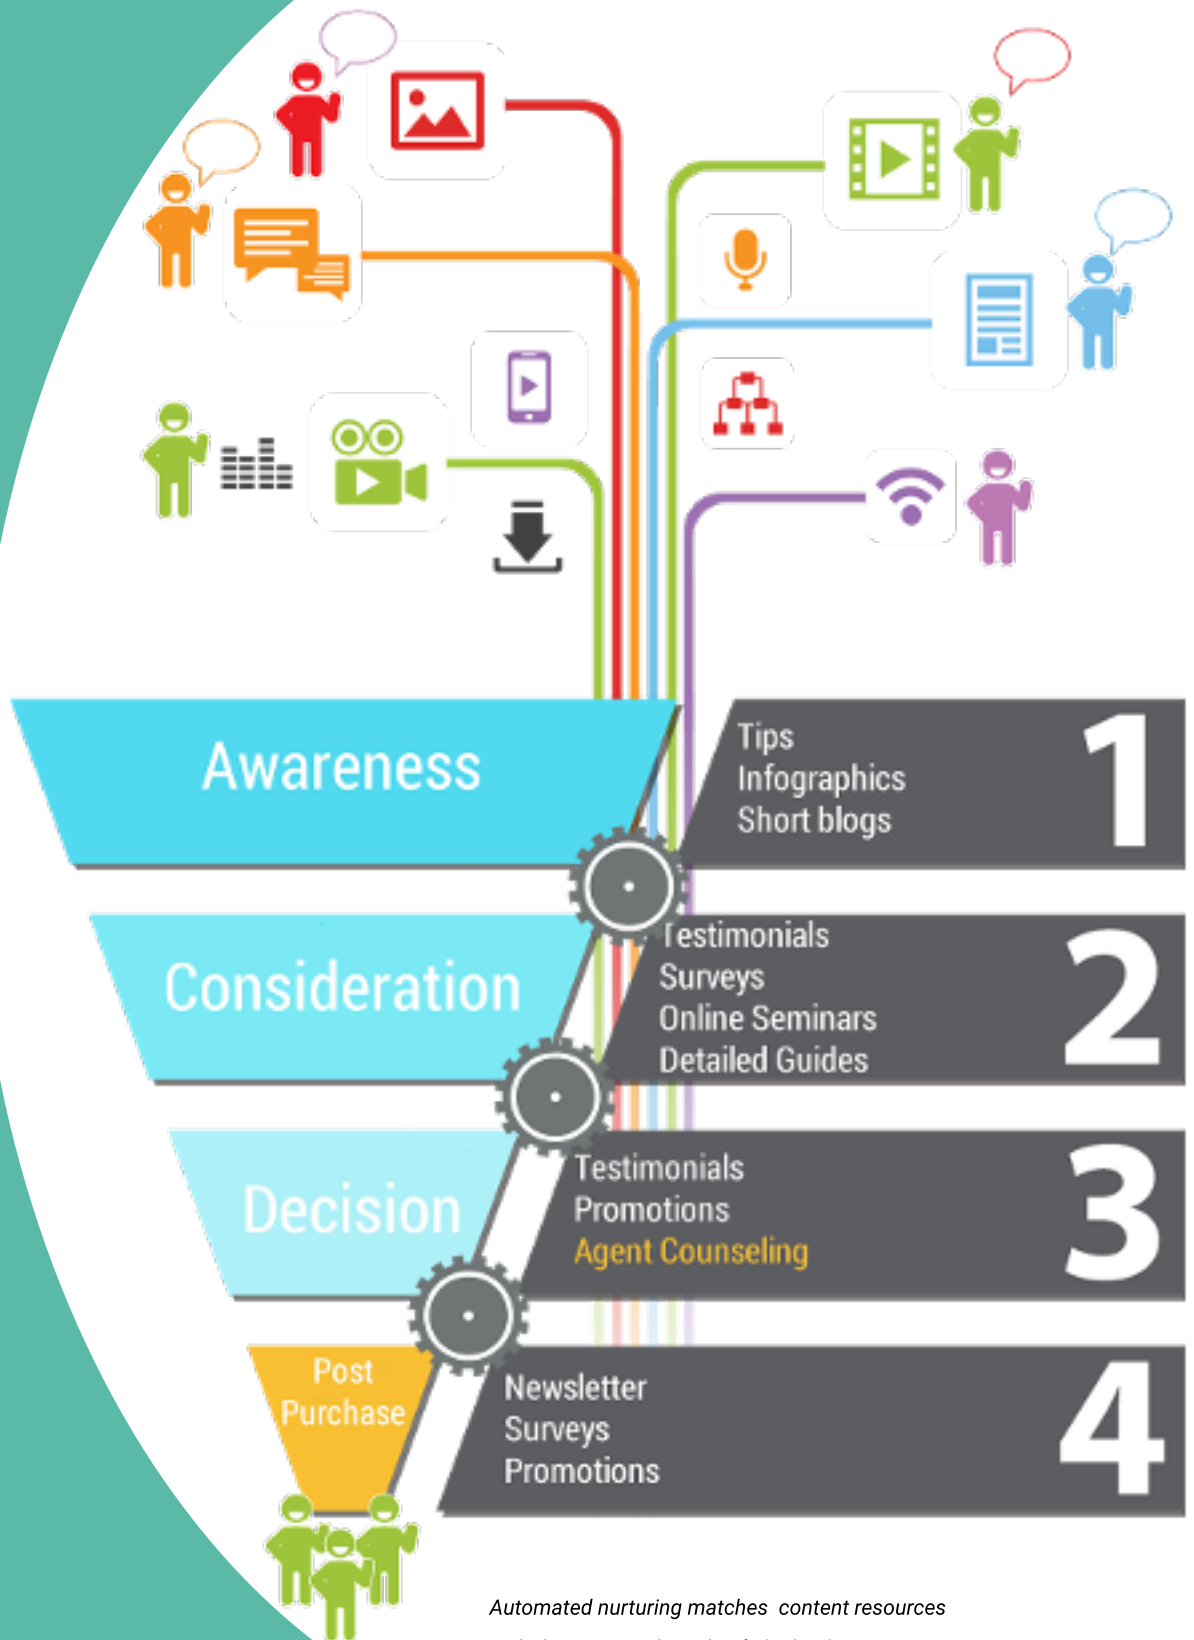 Awareness
Tips
Infographics
Short blogs
1
Consideration
Testimonials
Surveys
Online Seminars
Detailed Guides
2
Decision
Testimonials
Promotions
Agent Counseling
3
Post
Purchase
Newsletter
Surveys
Promotions
4
Automated nurturing matches content resources